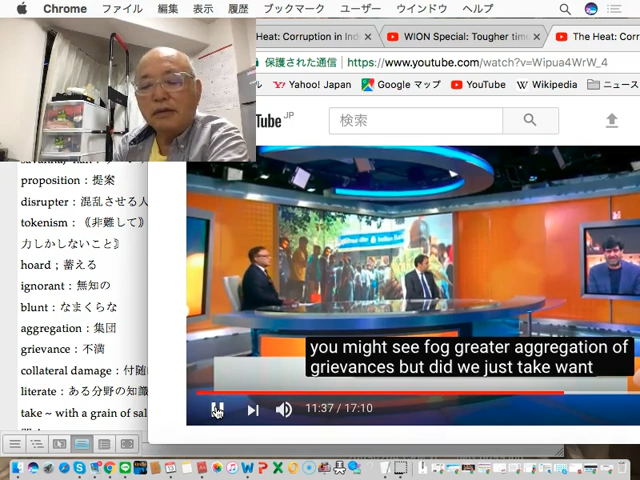 Chrome ファイル 編集 表示 履歴 ブックマーク ユーザー ウインドウ ヘルプ
Heat: Corruption in Ind
WION Special: Tougher time
The Heat: Corr
保護された通信
https://www.youtube.com/watch?v=Wipua4WrW_4
Yahoo! Japan Google マップ YouTube Wikipedia ニュース
Tube JP
検索
proposition：提案
disrupter：混乱させる人
tokenism：⟪非難して⟫
力しかしないこと⟫
hoard；蓄える
ignorant：無知の
blunt：なまくらな
aggregation：集団
grievance：不満
collateral damage：付随
literate：ある分野の知識
take ~ with a grain of sal
you might see fog greater aggregation of
grievances but did we just take want
11:37 / 17:10